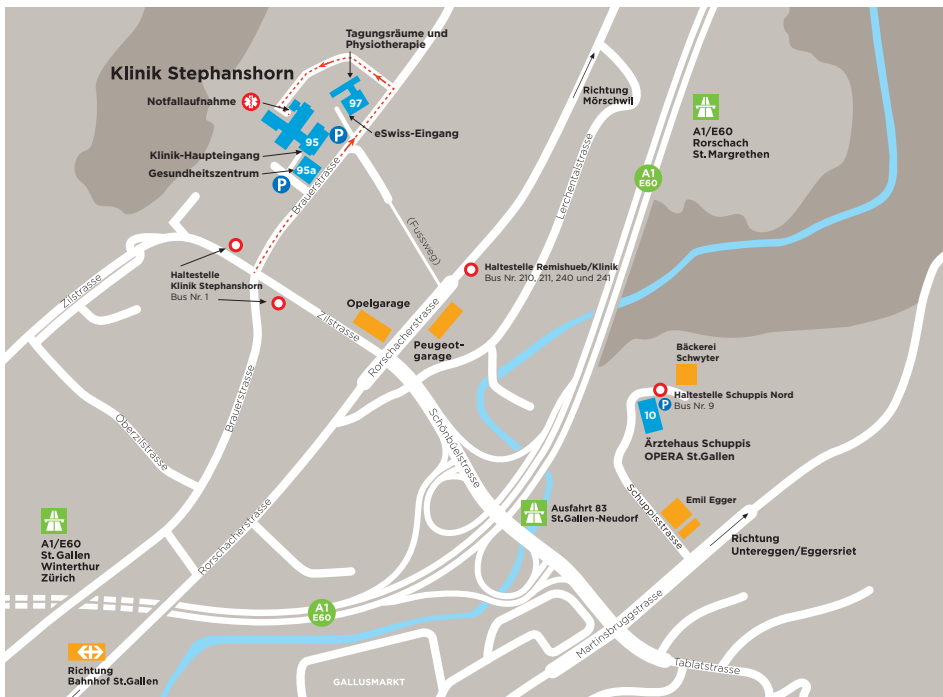 Tagungsräume und
Physiotherapie
Klinik Stephanshorn
Notfallaufnahme
97
eSwiss-Eingang
95
P
Klinik-Haupteingang
Gesundheitszentrum
95a
P
Brauerstrasse
Richtung
Mörschwil
Lerchentalstrasse
A1/E60
Rorschach
St. Margrethen
A1
E60
(Fussweg)
Zilstrasse
Haltestelle
Klinik Stephanshorn
Bus Nr. 1
Haltestelle Remishueb/Klinik
Bus Nr. 210, 211, 240 und 241
Opelgarage
Zilstrasse
Peugeot-
garage
Rorschacherstrasse
Bäckerei
Schwyter
Haltestelle Schuppis Nord
Bus Nr. 9
P
10
Ärztehaus Schuppis
OPERA St.Gallen
Brauerstrasse
Oberzilstrasse
Schönbüelstrasse
Schuppisstrasse
Emil Egger
Ausfahrt 83
St.Gallen-Neudorf
Richtung
Untereggen/Eggersriet
A1/E60
St. Gallen
Winterthur
Zürich
Rorschacherstrasse
A1
E60
Martinsbruggstrasse
Tablatstrasse
Richtung
Bahnhof St.Gallen
GALLUSMARKT